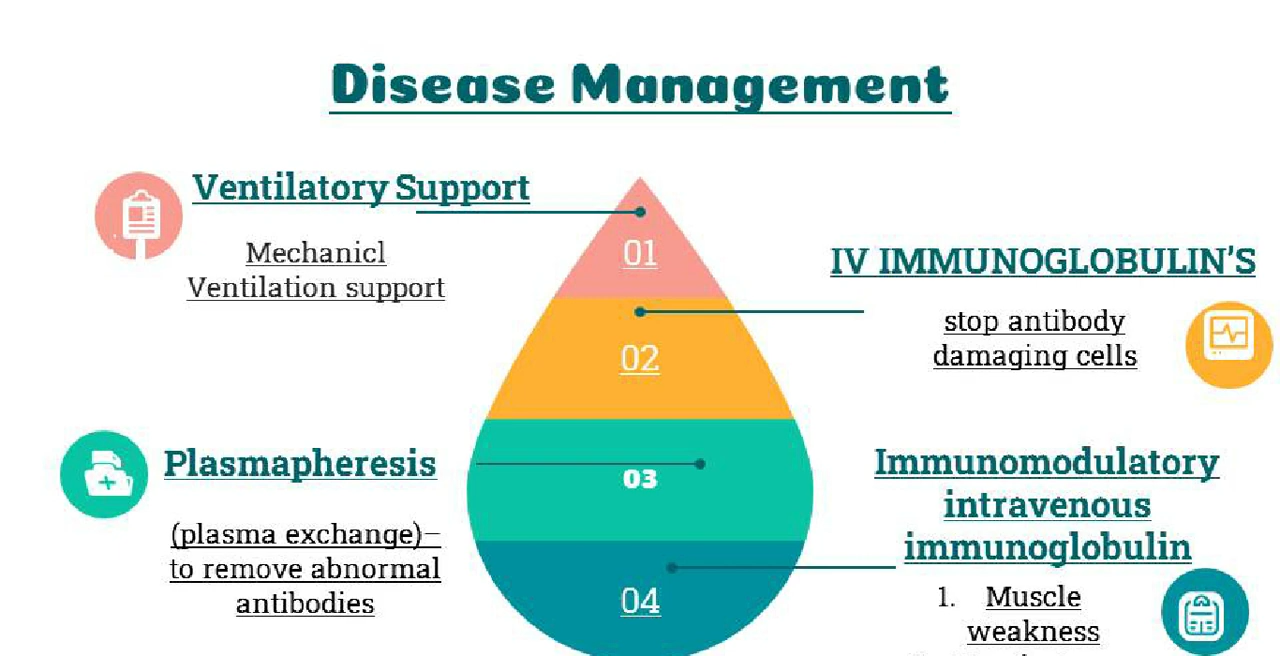 Disease Management
Ventilatory Support
Mechanicl
Ventilation support
01
IV IMMUNOGLOBULIN'S
stop antibody
damaging cells
02
Plasmapheresis
(plasma exchange)–
to remove abnormal
antibodies
03
Immunomodulatory
intravenous
immunoglobulin
1. Muscle
weakness
04